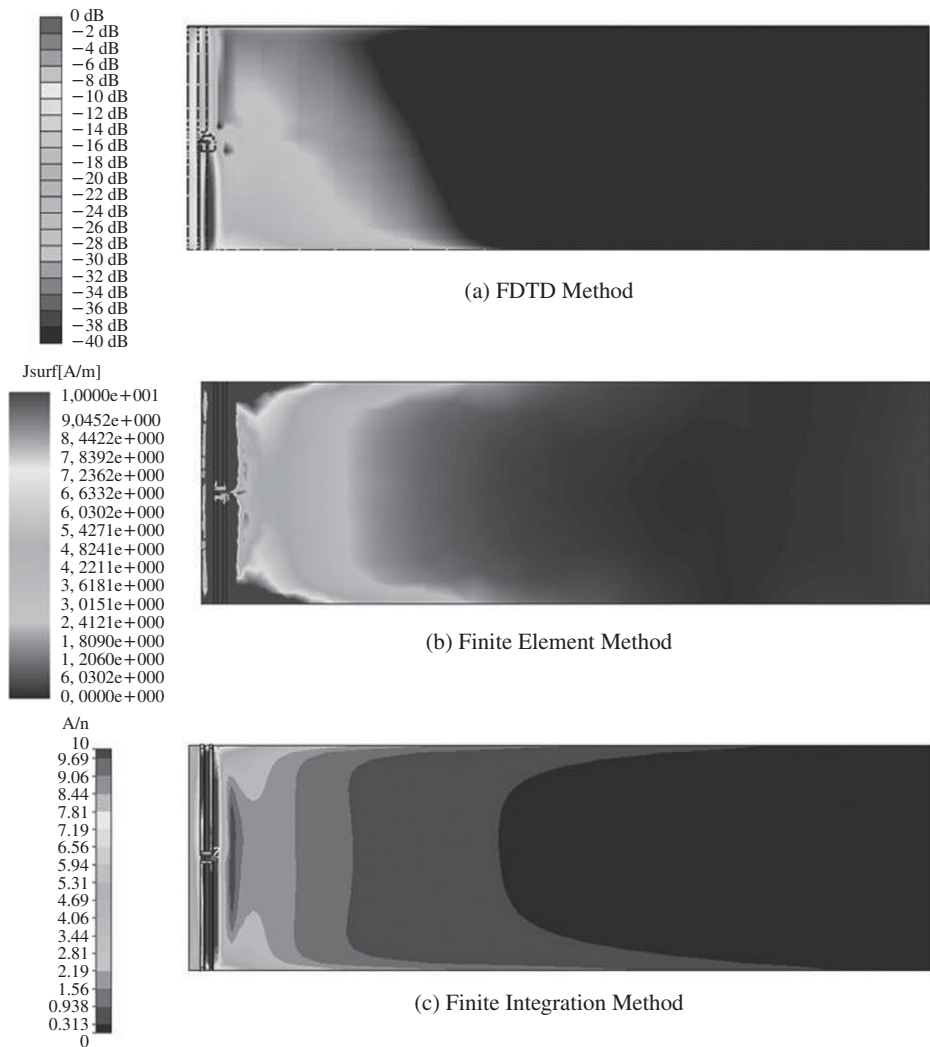 0 dB
−2 dB
−4 dB
−6 dB
−8 dB
−10 dB
−12 dB
−14 dB
−16 dB
−18 dB
−20 dB
−22 dB
−24 dB
−26 dB
−28 dB
−30 dB
−32 dB
−34 dB
−36 dB
−38 dB
−40 dB
(a) FDTD Method
Jsurf[A/m]
1,0000e+001
9,0452e+000
8, 4422e+000
7, 8392e+000
7, 2362e+000
6, 6332e+000
6, 0302e+000
5, 4271e+000
4, 8241e+000
4, 2211e+000
3, 6181e+000
3, 0151e+000
2, 4121e+000
1, 8090e+000
1, 2060e+000
6, 0302e+000
0, 0000e+000
(b) Finite Element Method
A/n
10
9.69
9.06
8.44
7.81
7.19
6.56
5.94
5.31
4.69
4.06
3.44
2.81
2.19
1.56
0.938
0.313
0
(c) Finite Integration Method